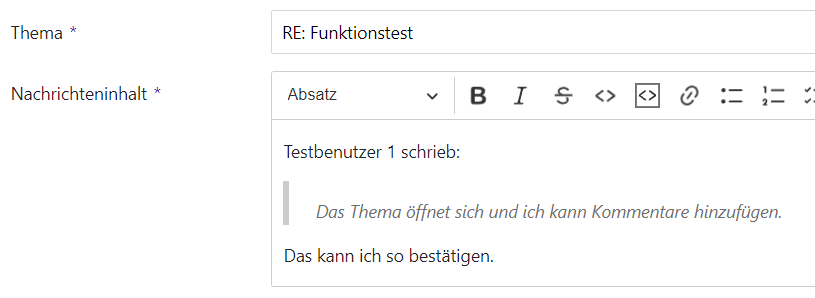 Thema *
RE: Funktionstest
Nachrichteninhalt *
Absatz
Testbenutzer 1 schrieb:
Das Thema öffnet sich und ich kann Kommentare hinzufügen.
Das kann ich so bestätigen.